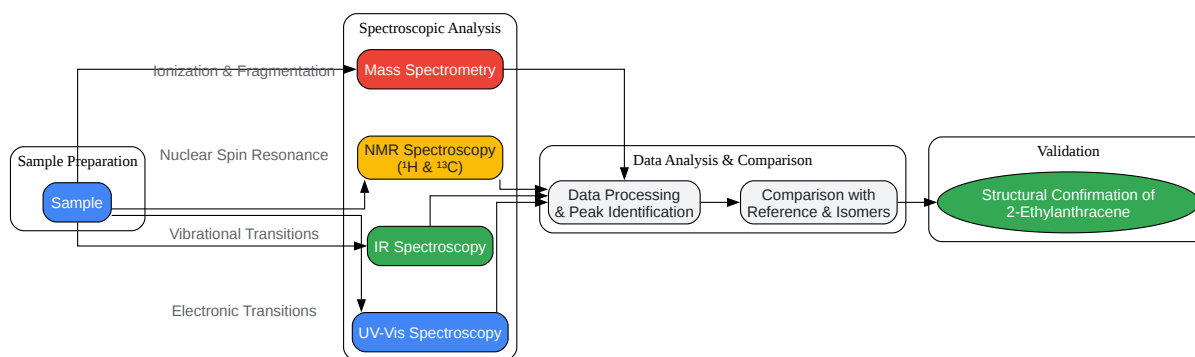 Spectroscopic Analysis
Ionization & Fragmentation
Mass Spectrometry
Sample Preparation
Nuclear Spin Resonance
NMR Spectroscopy
(¹H & ¹³C)
Data Analysis & Comparison
Validation
Sample
Data Processing
& Peak Identification
Comparison with
Reference & Isomers
Structural Confirmation of
2-Ethylanthracene
Vibrational Transitions
IR Spectroscopy
Electronic Transitions
UV-Vis Spectroscopy